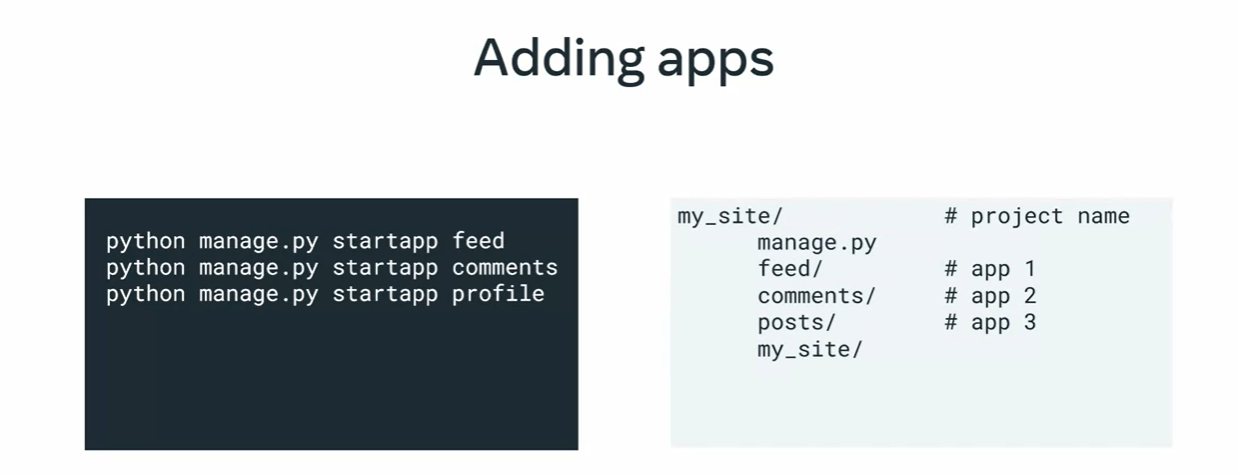 Adding apps
python manage.py startapp feed
python manage.py startapp comments
python manage.py startapp profile
my_site/ # project name
manage.py
feed/ # app 1
comments/ # app 2
posts/ # app 3
my_site/